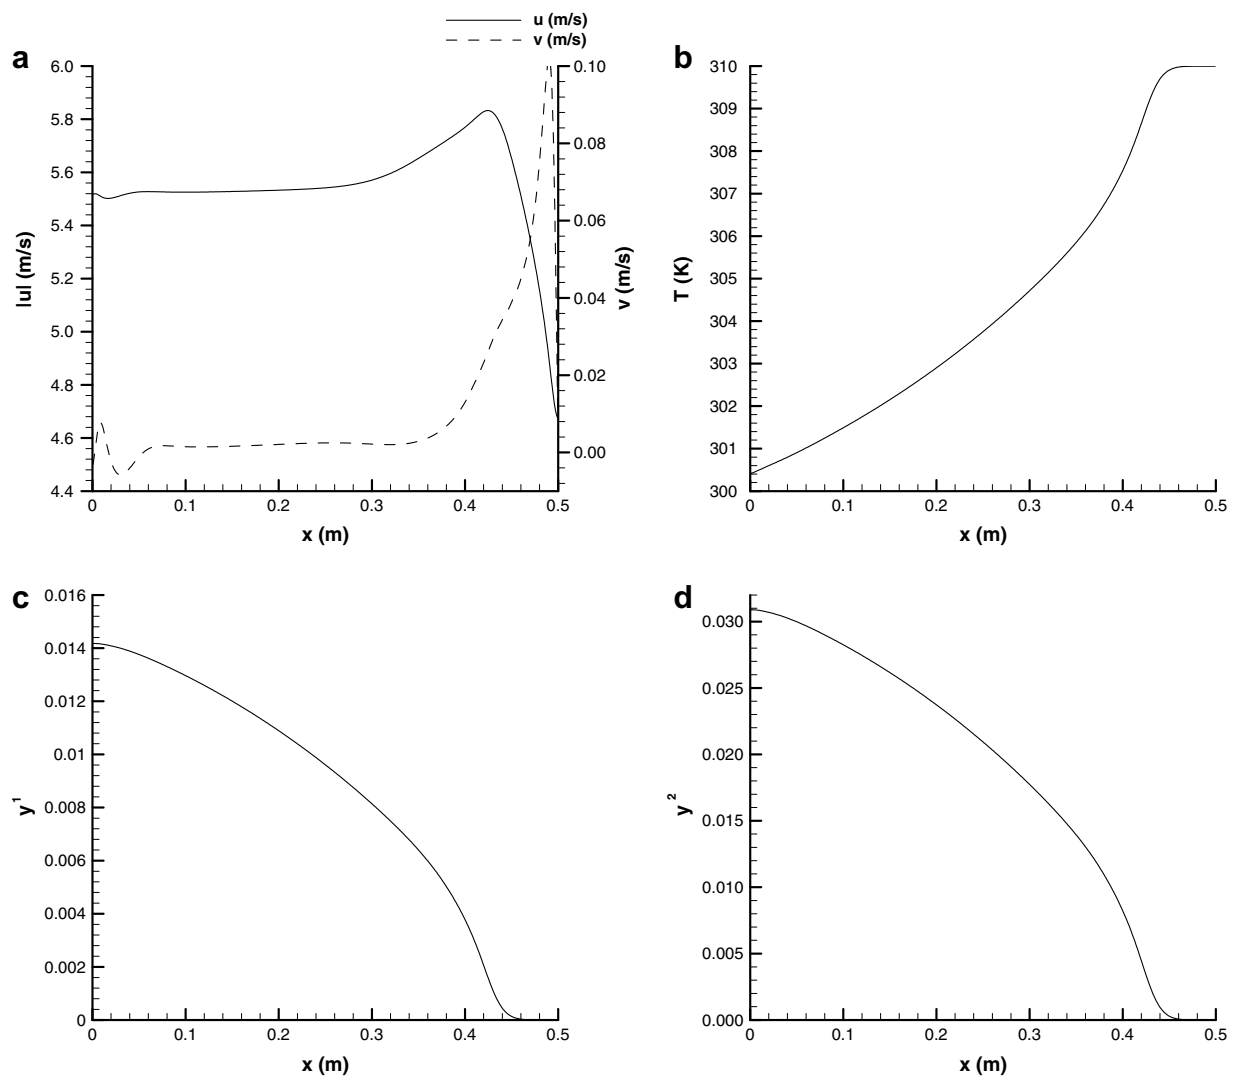 u (m/s)
v (m/s)
a
6.0
5.8
5.6
5.4
5.2
5.0
4.8
4.6
4.4
|u| (m/s)
0.10
0.08
0.06
0.04
0.02
0.00
v (m/s)
0 0.1 0.2 0.3 0.4 0.5
x (m)
b
310
309
308
307
306
305
304
303
302
301
300
T (K)
0 0.1 0.2 0.3 0.4 0.5
x (m)
c
0.016
0.014
0.012
0.01
0.008
0.006
0.004
0.002
0
y¹
0 0.1 0.2 0.3 0.4 0.5
x (m)
d
0.030
0.025
0.020
0.015
0.010
0.005
0.000
y²
0 0.1 0.2 0.3 0.4 0.5
x (m)